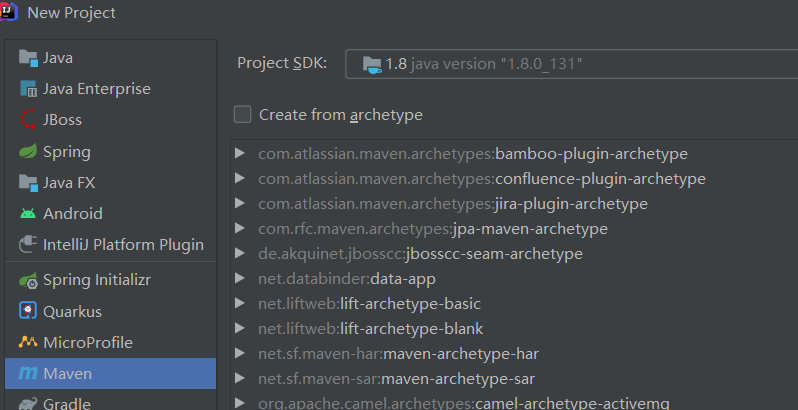 New Project
Java
Java Enterprise
JBoss
Spring
Java FX
Android
IntelliJ Platform Plugin
Spring Initializr
Quarkus
MicroProfile
Maven
Gradle
Project SDK: 1.8 java version "1.8.0_131"
Create from archetype
com.atlassian.maven.archetypes:bamboo-plugin-archetype
com.atlassian.maven.archetypes:confluence-plugin-archetype
com.atlassian.maven.archetypes:jira-plugin-archetype
com.rfc.maven.archetypes:jpa-maven-archetype
de.akquinet.jbosscc:jbosscc-seam-archetype
net.databinder:data-app
net.liftweb:lift-archetype-basic
net.liftweb:lift-archetype-blank
net.sf.maven-har:maven-archetype-har
net.sf.maven-sar:maven-archetype-sar
org.apache.camel.archetypes:camel-archetype-activemq